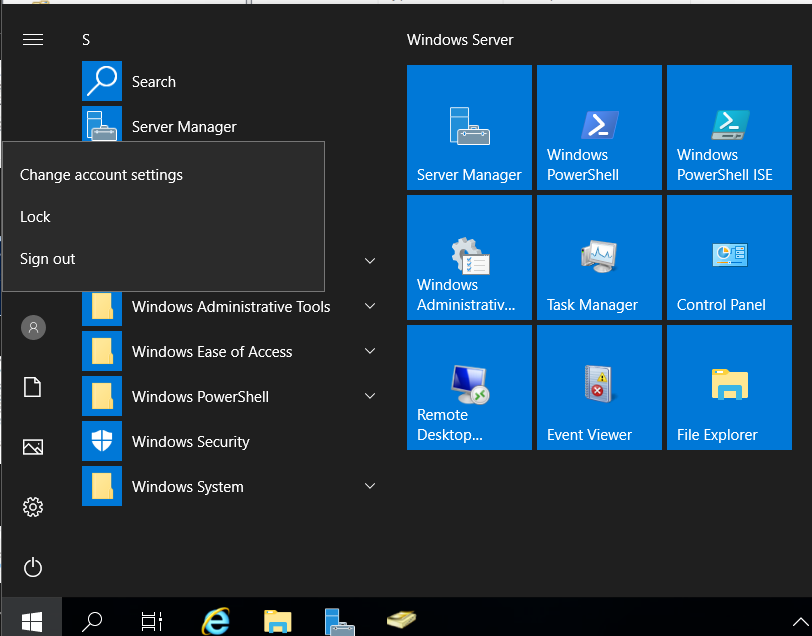 S
Search
Server Manager
Change account settings
Lock
Sign out
Windows Administrative Tools
Windows Ease of Access
Windows PowerShell
Windows Security
Windows System
Windows Server
Server Manager
Windows
PowerShell
Windows
PowerShell ISE
Windows
Administrativ...
Task Manager
Control Panel
Remote
Desktop...
Event Viewer
File Explorer